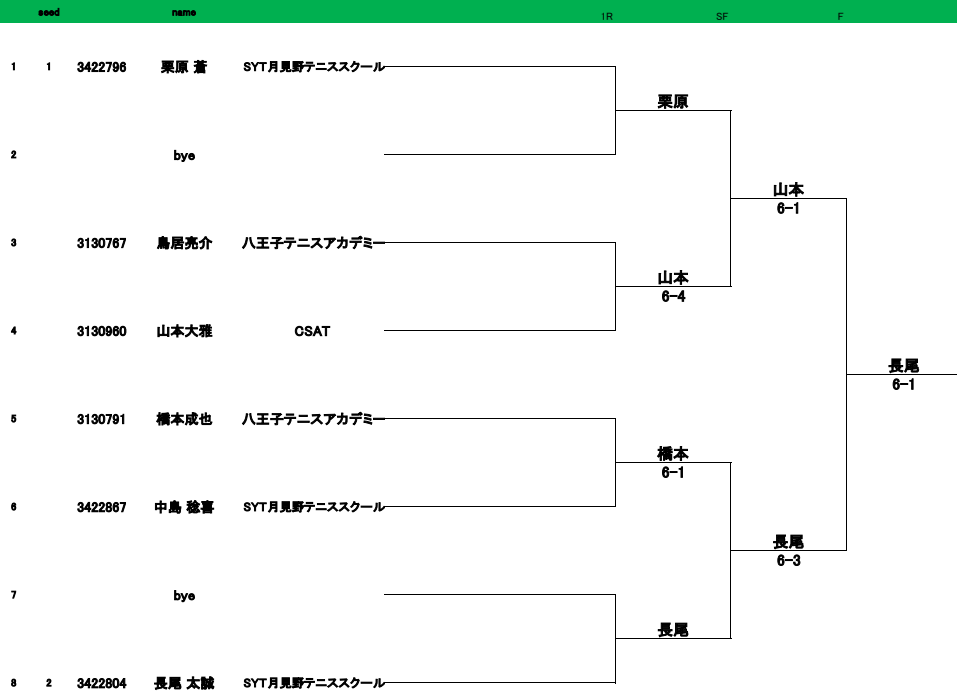 seed name 1R SF F
1 1 3422796 栗原 蒼 SYT月見野テニススクール
栗原
2 bye
山本
6-1
3 3130767 鳥居亮介 八王子テニスアカデミー
山本
6-4
4 3130960 山本大雅 CSAT
長尾
6-1
5 3130791 橋本成也 八王子テニスアカデミー
橋本
6-1
6 3422867 中島 稔喜 SYT月見野テニススクール
長尾
6-3
7 bye
長尾
8 2 3422804 長尾 太誠 SYT月見野テニススクール